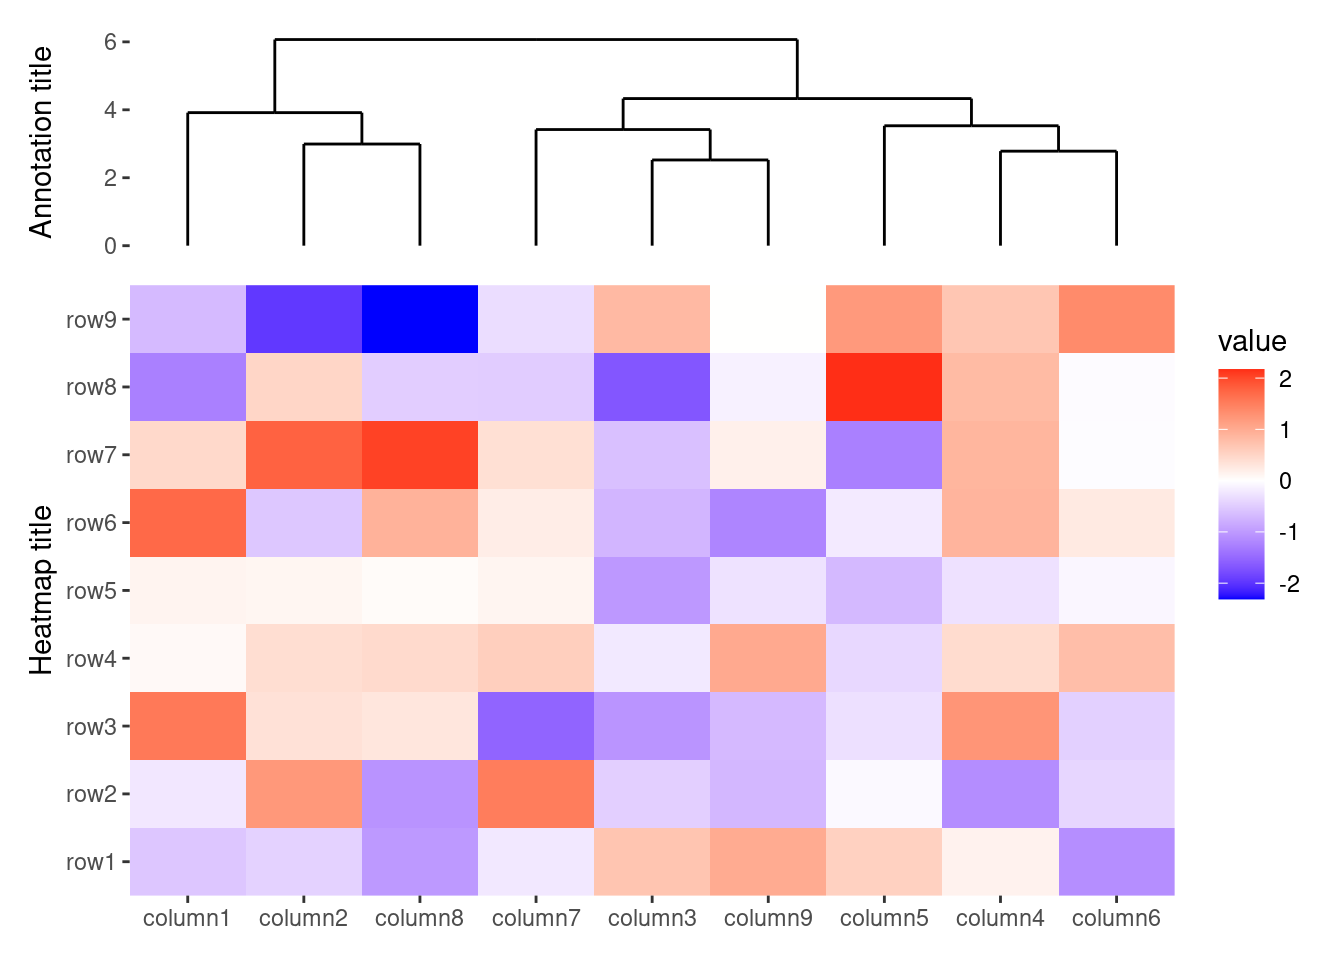 Annotation title
6
4
2
0
Heatmap title
row9
row8
row7
row6
row5
row4
row3
row2
row1
column1 column2 column8 column7 column3 column9 column5 column4 column6
value
2
1
0
-1
-2